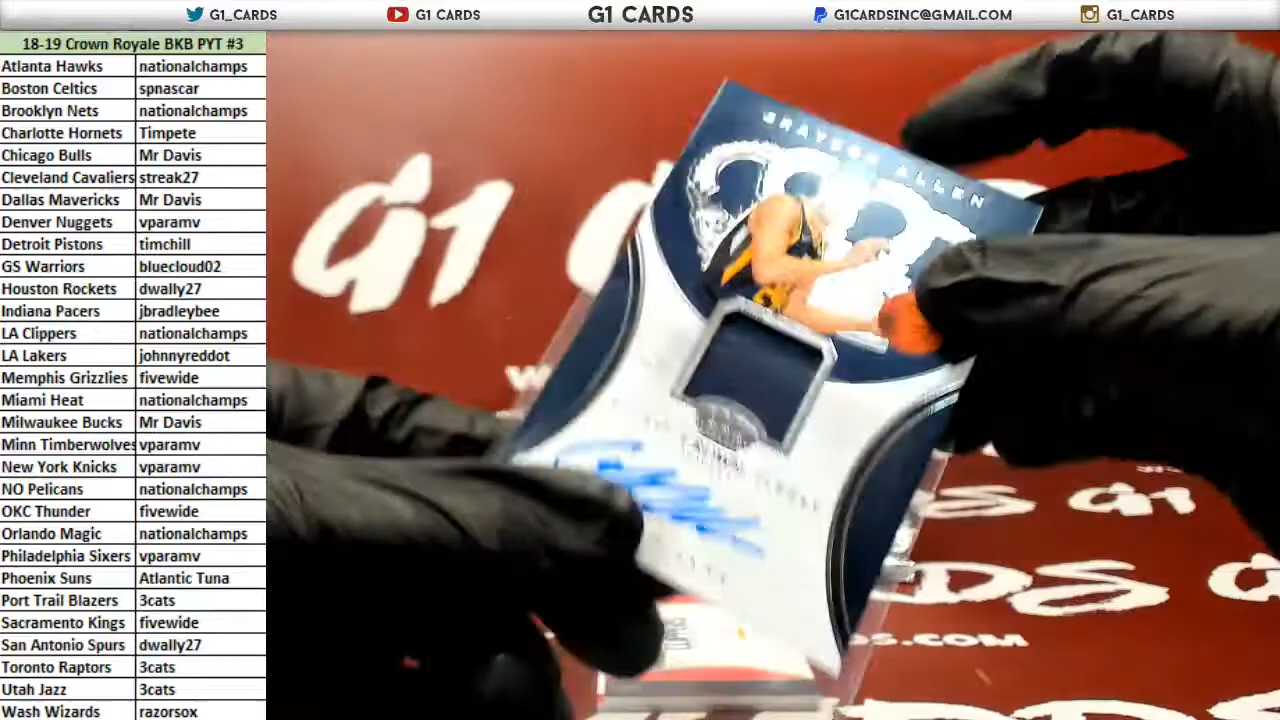 G1_CARDS G1 CARDS G1 CARDS G1CARDSINC@GMAIL.COM G1_CARDS
18-19 Crown Royale BKB PYT #3
Atlanta Hawks nationalchamps
Boston Celtics spnascar
Brooklyn Nets nationalchamps
Charlotte Hornets Timpete
Chicago Bulls Mr Davis
Cleveland Cavaliers streak27
Dallas Mavericks Mr Davis
Denver Nuggets vparamv
Detroit Pistons timchill
GS Warriors bluecloud02
Houston Rockets dwally27
Indiana Pacers jbradleybee
LA Clippers nationalchamps
LA Lakers johnnyreddot
Memphis Grizzlies fivewide
Miami Heat nationalchamps
Milwaukee Bucks Mr Davis
Minn Timberwolves vparamv
New York Knicks vparamv
NO Pelicans nationalchamps
OKC Thunder fivewide
Orlando Magic nationalchamps
Philadelphia Sixers vparamv
Phoenix Suns Atlantic Tuna
Port Trail Blazers 3cats
Sacramento Kings fivewide
San Antonio Spurs dwally27
Toronto Raptors 3cats
Utah Jazz 3cats
Wash Wizards razorsox
GRAYSON ALLEN
G1
G1
DS
.COM